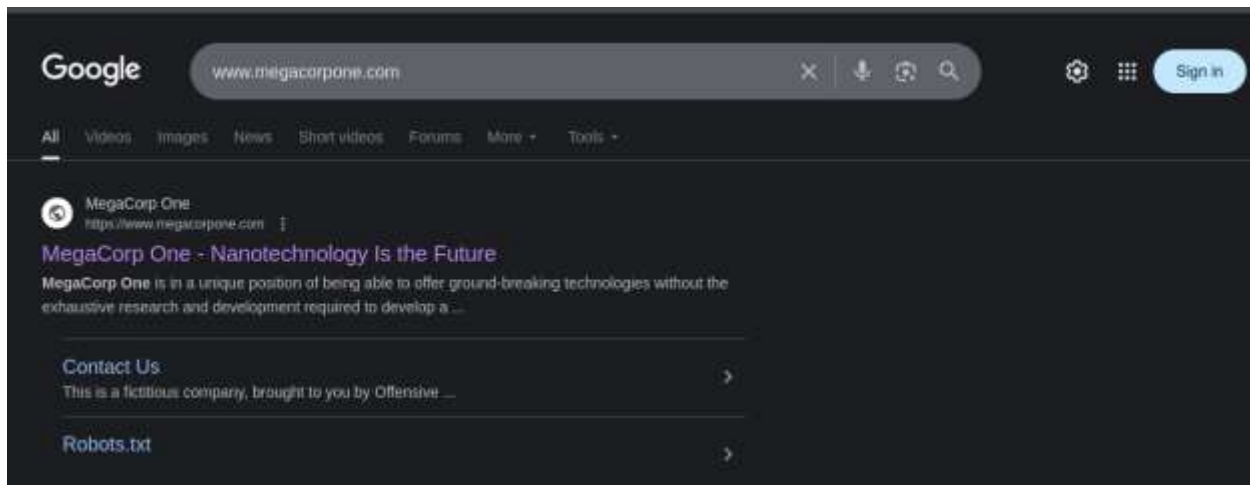 Google
www.megacorpone.com
Sign in
All Videos Images News Short videos Forums More Tools
MegaCorp One
https://www.megacorpone.com
MegaCorp One - Nanotechnology Is the Future
MegaCorp One is in a unique position of being able to offer ground-breaking technologies without the
exhaustive research and development required to develop a ...
Contact Us
This is a fictitious company, brought to you by Offensive ...
Robots.txt